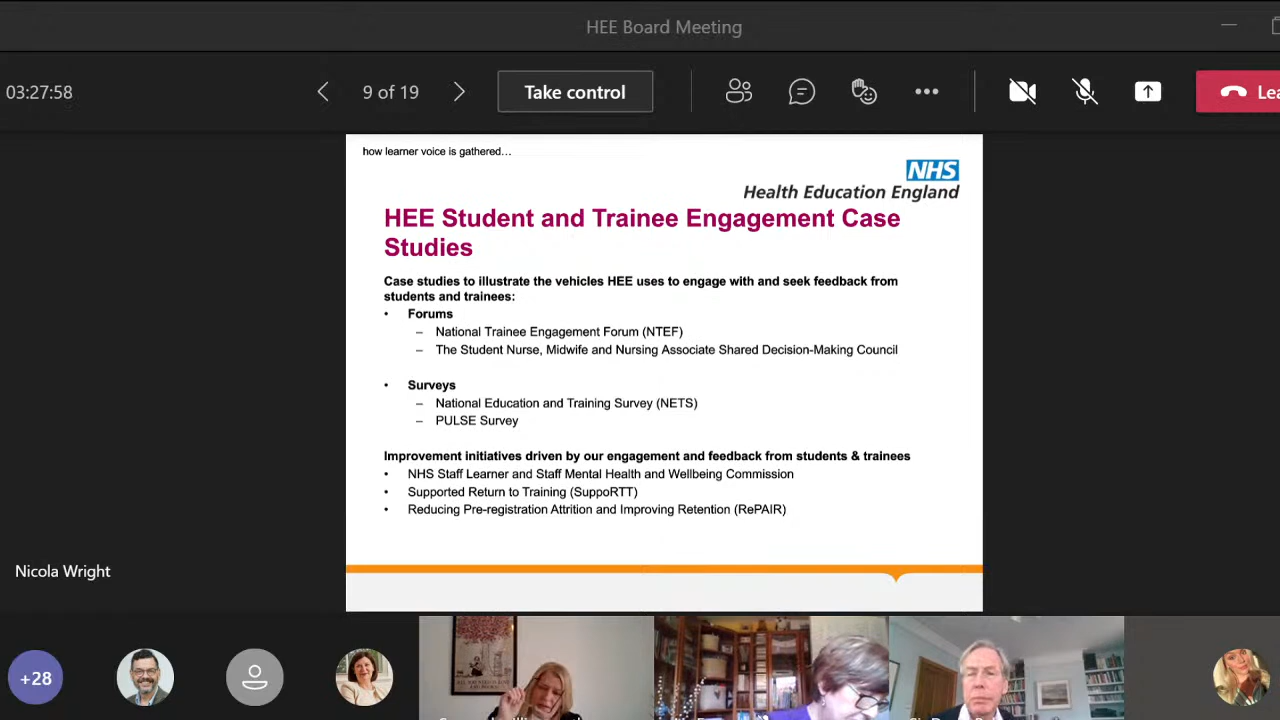 HEE Board Meeting
03:27:58
9 of 19
Take control
Lea
how learner voice is gathered...
NHS
Health Education England
HEE Student and Trainee Engagement Case
Studies
Case studies to illustrate the vehicles HEE uses to engage with and seek feedback from
students and trainees:
• Forums
– National Trainee Engagement Forum (NTEF)
– The Student Nurse, Midwife and Nursing Associate Shared Decision-Making Council
• Surveys
– National Education and Training Survey (NETS)
– PULSE Survey
Improvement initiatives driven by our engagement and feedback from students & trainees
• NHS Staff Learner and Staff Mental Health and Wellbeing Commission
• Supported Return to Training (SuppoRTT)
• Reducing Pre-registration Attrition and Improving Retention (RePAIR)
Nicola Wright
+28